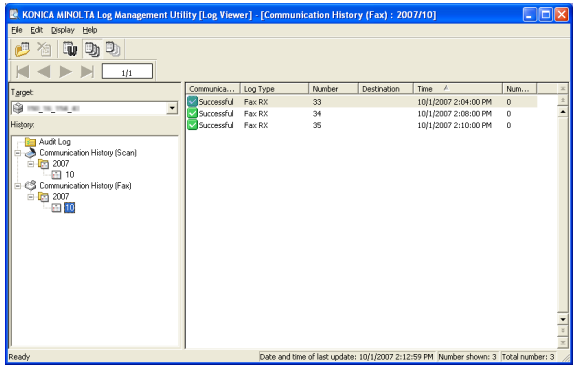 KONICA MINOLTA Log Management Utility [Log Viewer] - [Communication History (Fax) : 2007/10]
File Edit Display Help
1/1
Target:
History:
Audit Log
Communication History (Scan)
2007
10
Communication History (Fax)
2007
10
Communica... Log Type Number Destination Time Num...
Successful Fax RX 33 10/1/2007 2:04:00 PM 0
Successful Fax RX 34 10/1/2007 2:08:00 PM 0
Successful Fax RX 35 10/1/2007 2:10:00 PM 0
Ready Date and time of last update: 10/1/2007 2:12:59 PM Number shown: 3 Total number: 3